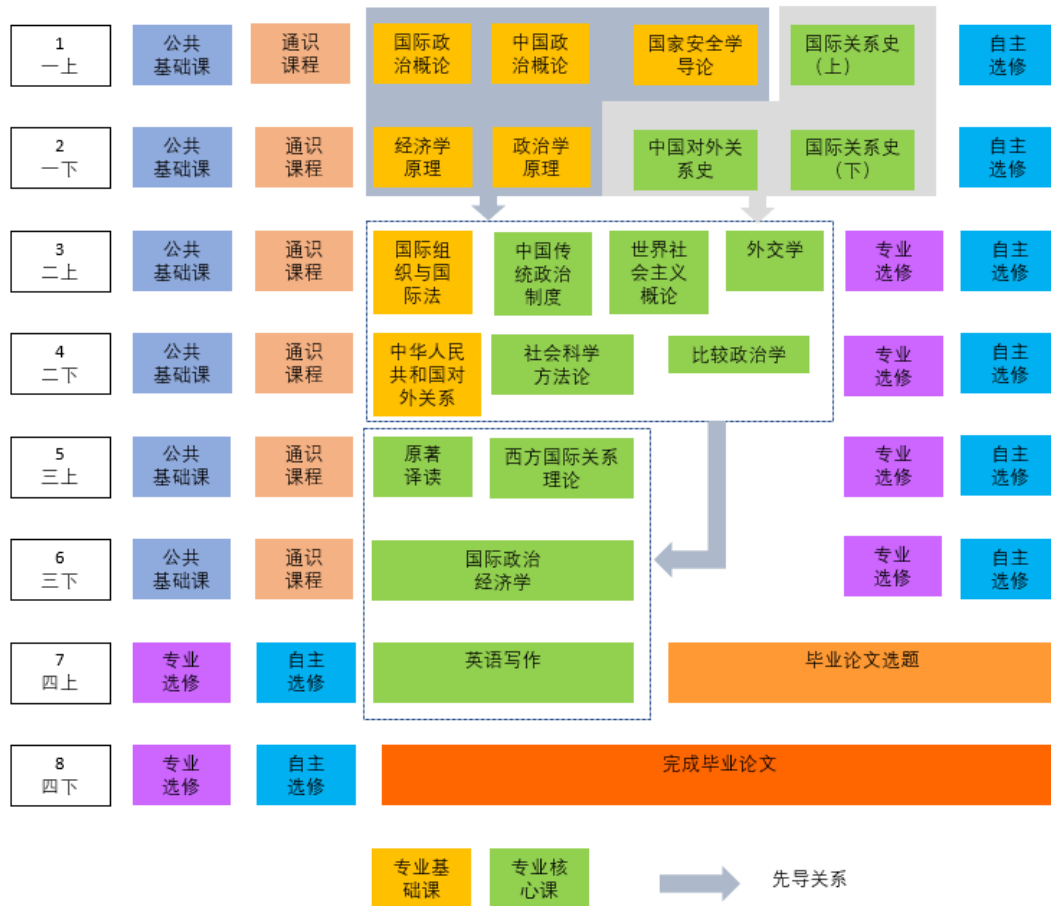 1
一上
公共
基础课
通识
课程
国际政
治概论
中国政
治概论
国家安全学
导论
国际关系史
（上）
自主
选修
2
一下
公共
基础课
通识
课程
经济学
原理
政治学
原理
中国对外关
系史
国际关系史
（下）
自主
选修
3
二上
公共
基础课
通识
课程
国际组
织与国
际法
中国传
统政治
制度
世界社
会主义
概论
外交学
专业
选修
自主
选修
4
二下
公共
基础课
通识
课程
中华人民
共和国对
外关系
社会科学
方法论
比较政治学
专业
选修
自主
选修
5
三上
公共
基础课
通识
课程
原著
译读
西方国际关系
理论
专业
选修
自主
选修
6
三下
公共
基础课
通识
课程
国际政治
经济学
专业
选修
自主
选修
7
四上
专业
选修
自主
选修
英语写作
毕业论文选题
8
四下
专业
选修
自主
选修
完成毕业论文
专业基
础课
专业核
心课
先导关系